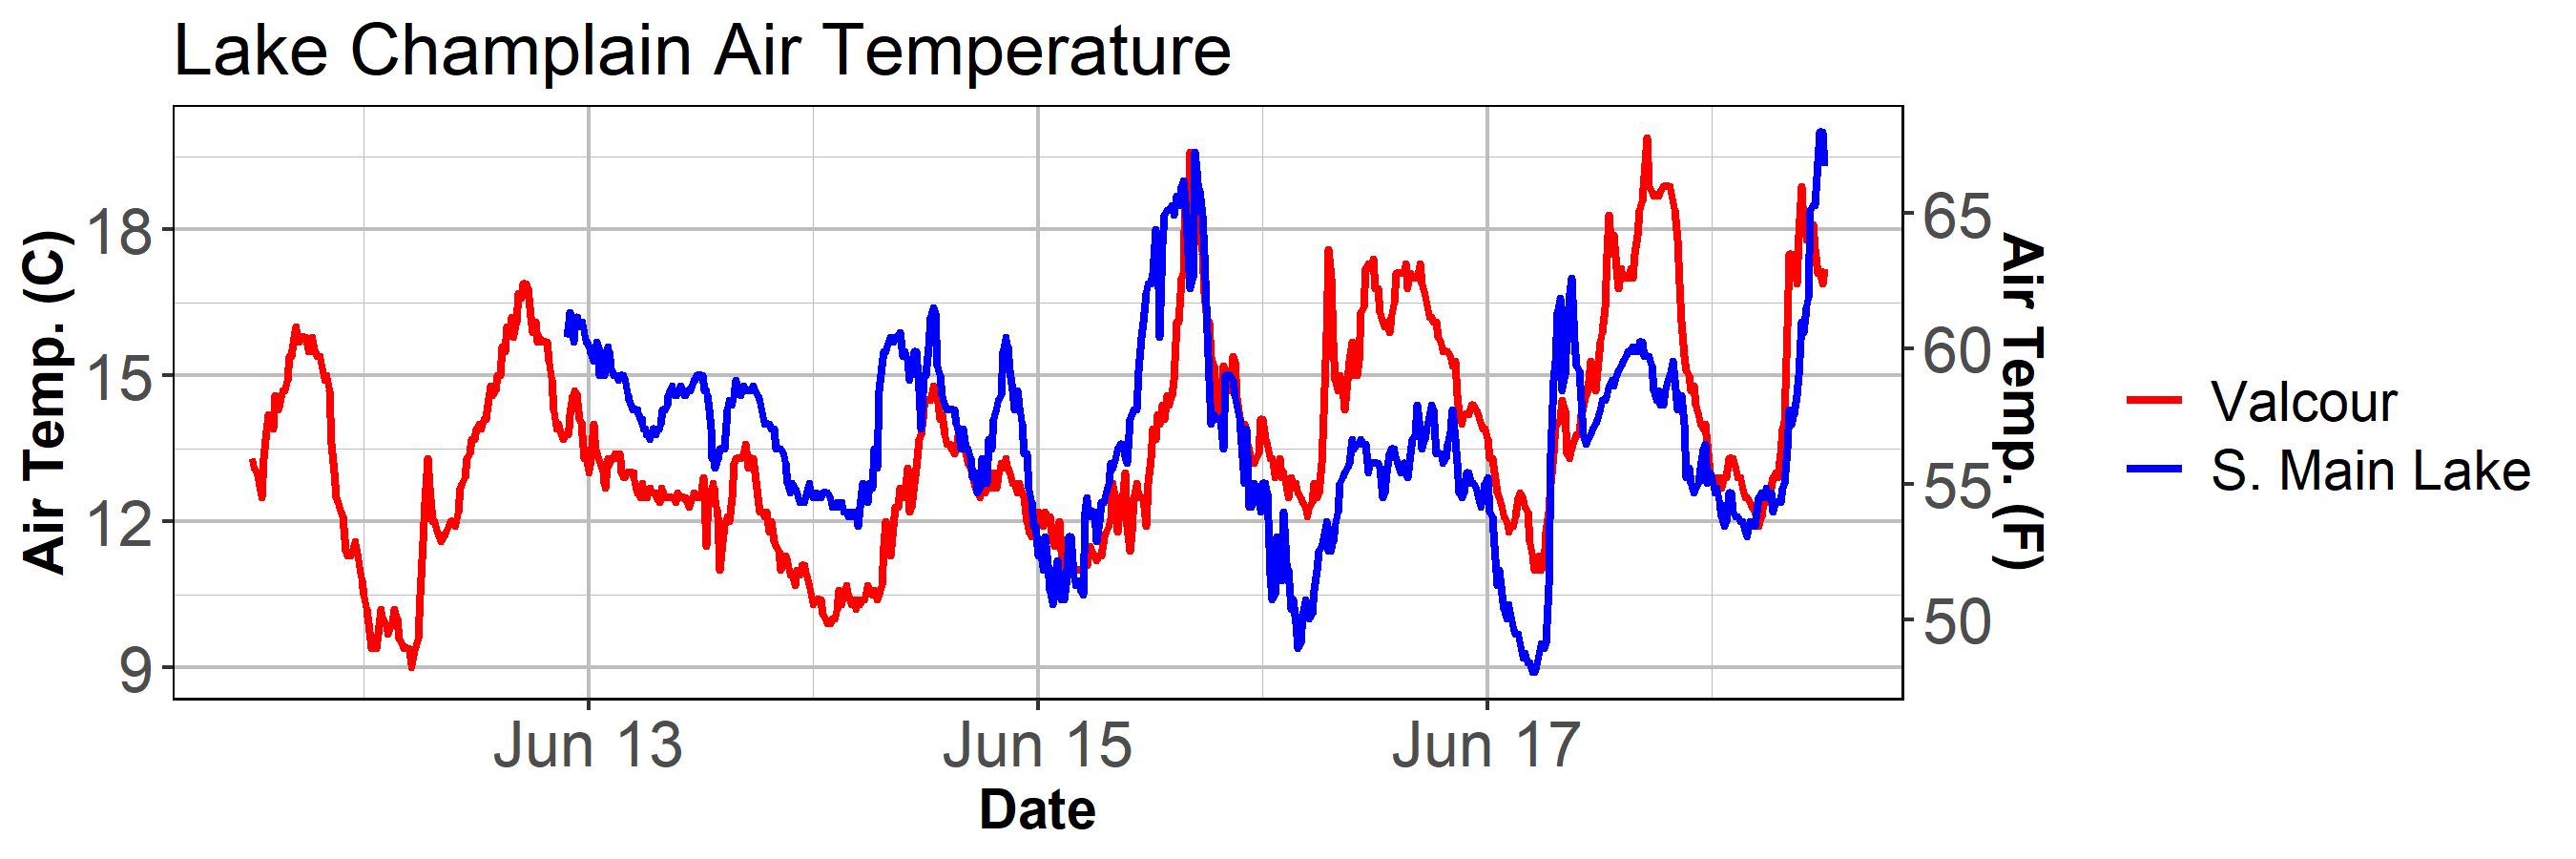 Lake Champlain Air Temperature
Air Temp. (C)
18
15
12
9
65
60
55
50
Air Temp. (F)
Jun 13
Jun 15
Jun 17
Date
Valcour
S. Main Lake